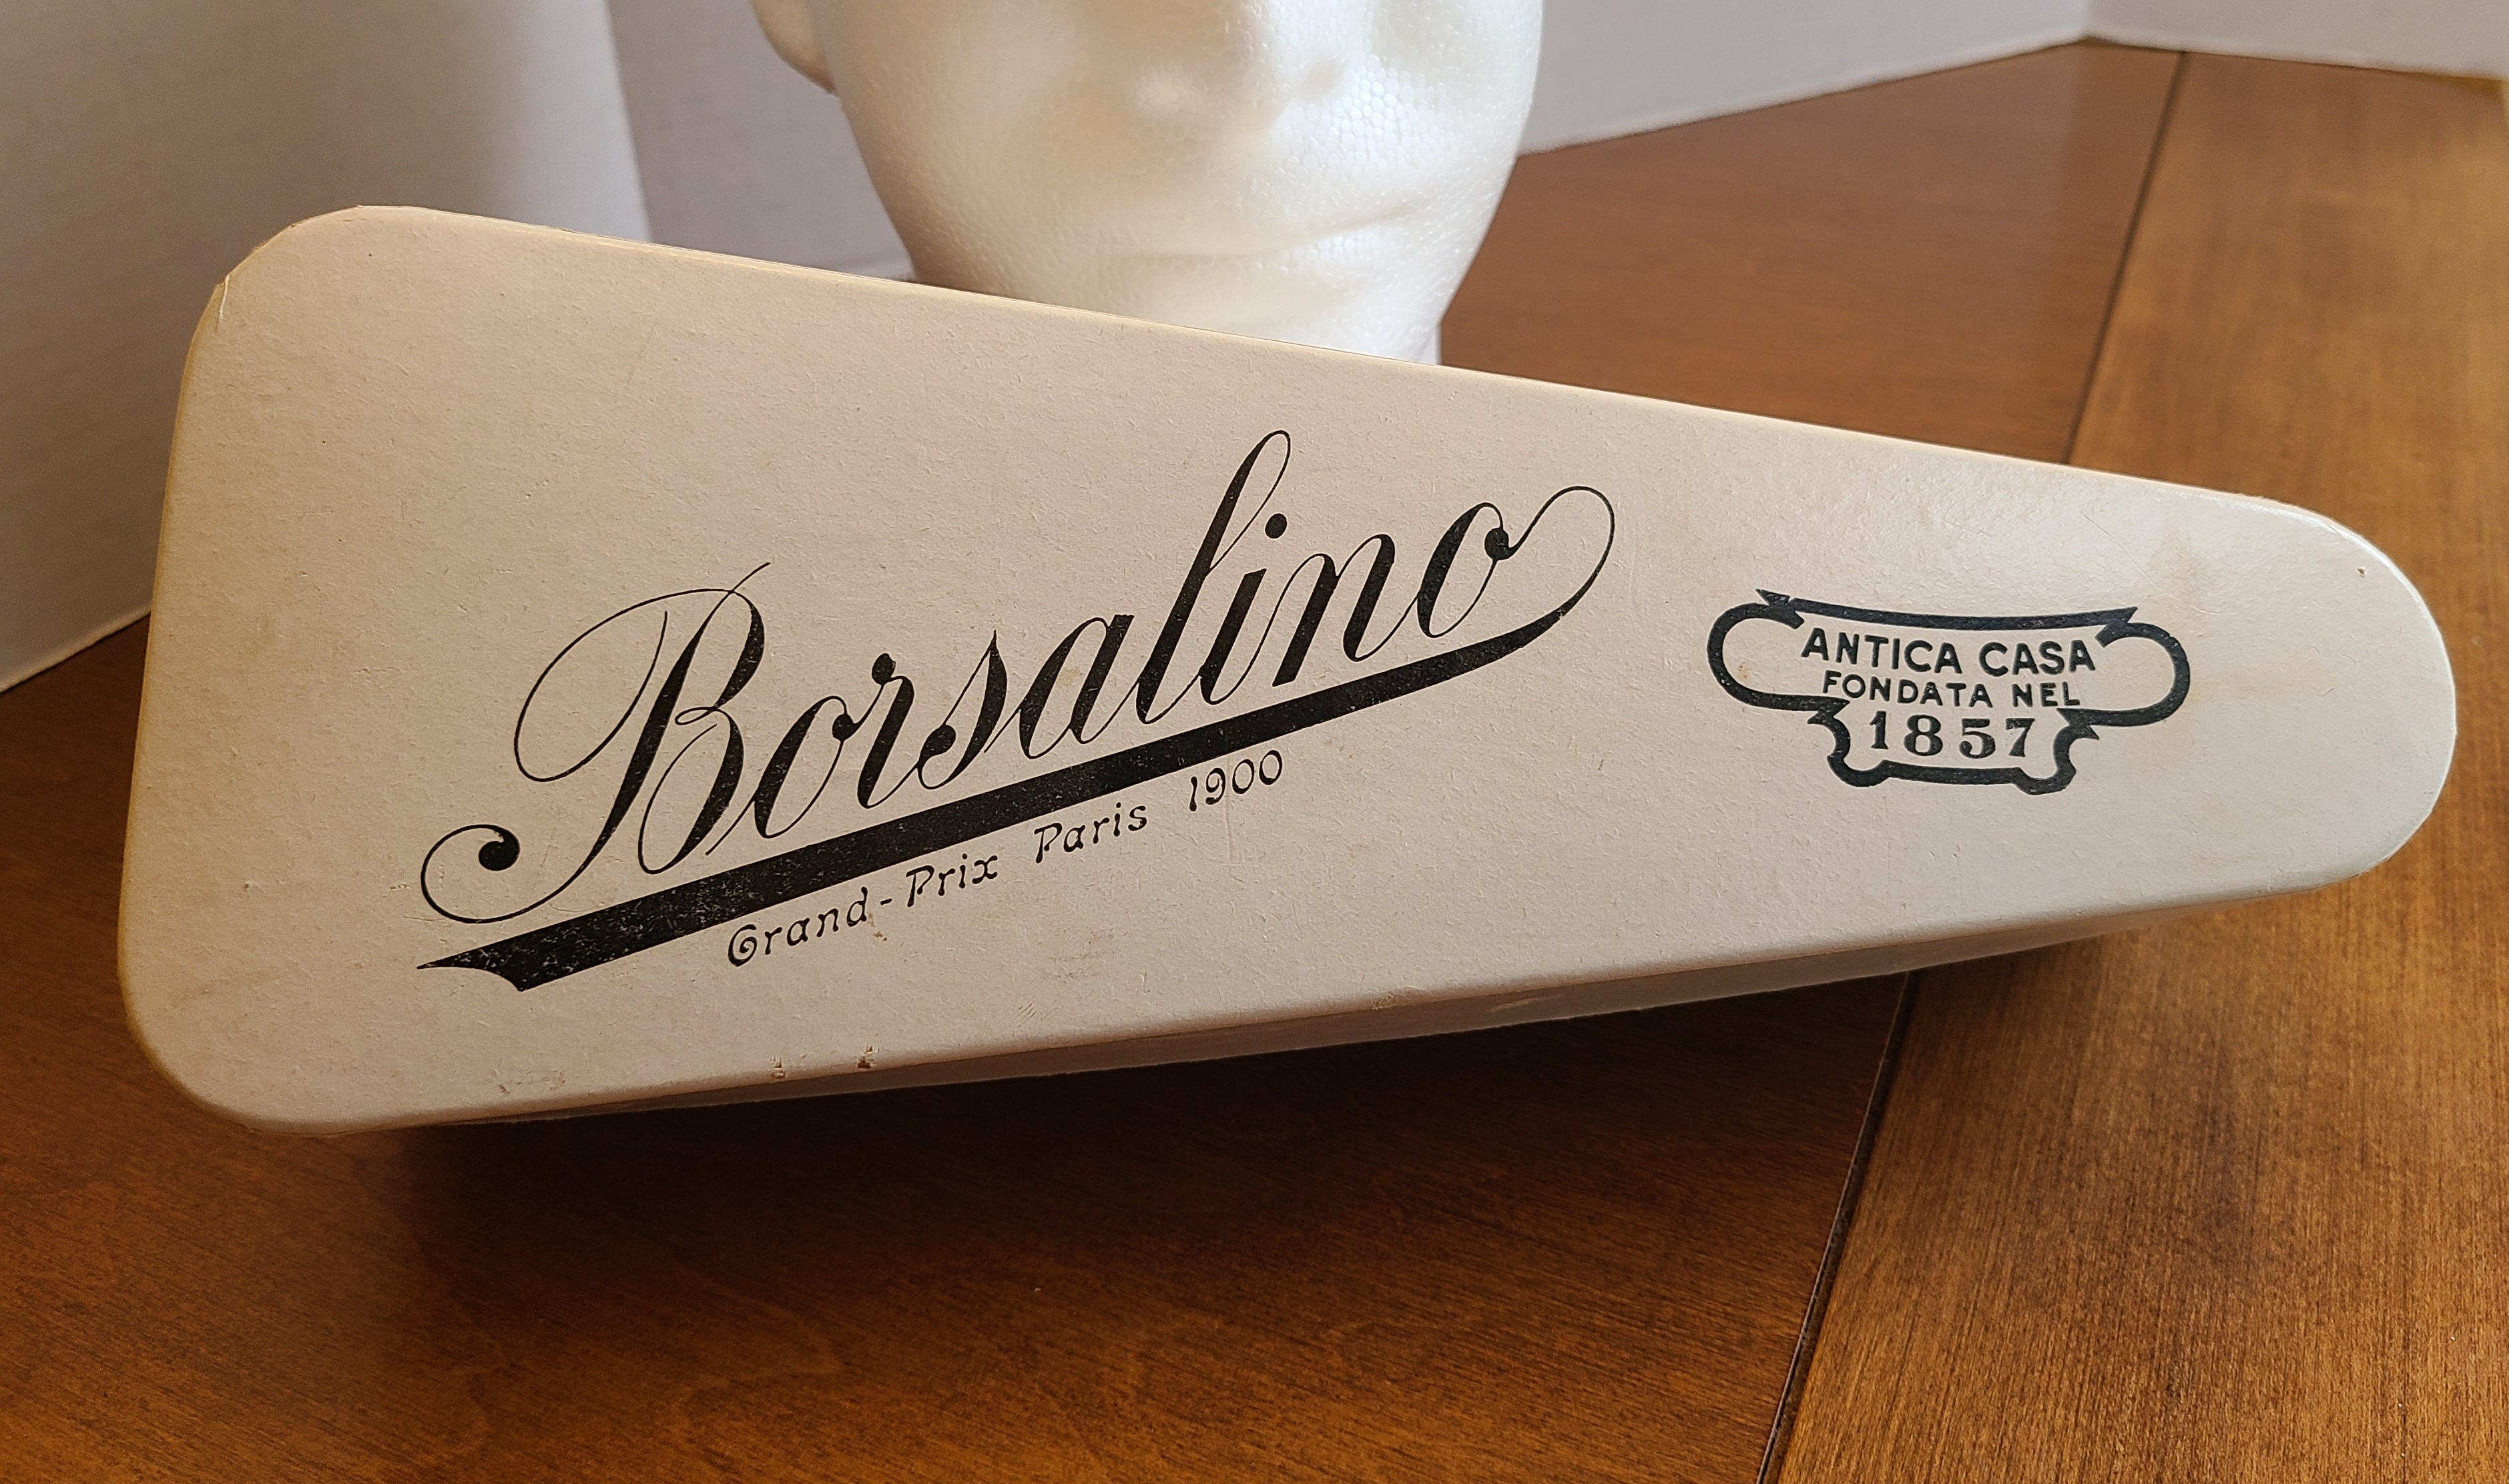 Borsalino
Grand-Prix Paris 1900
ANTICA CASA
FONDATA NEL
1857